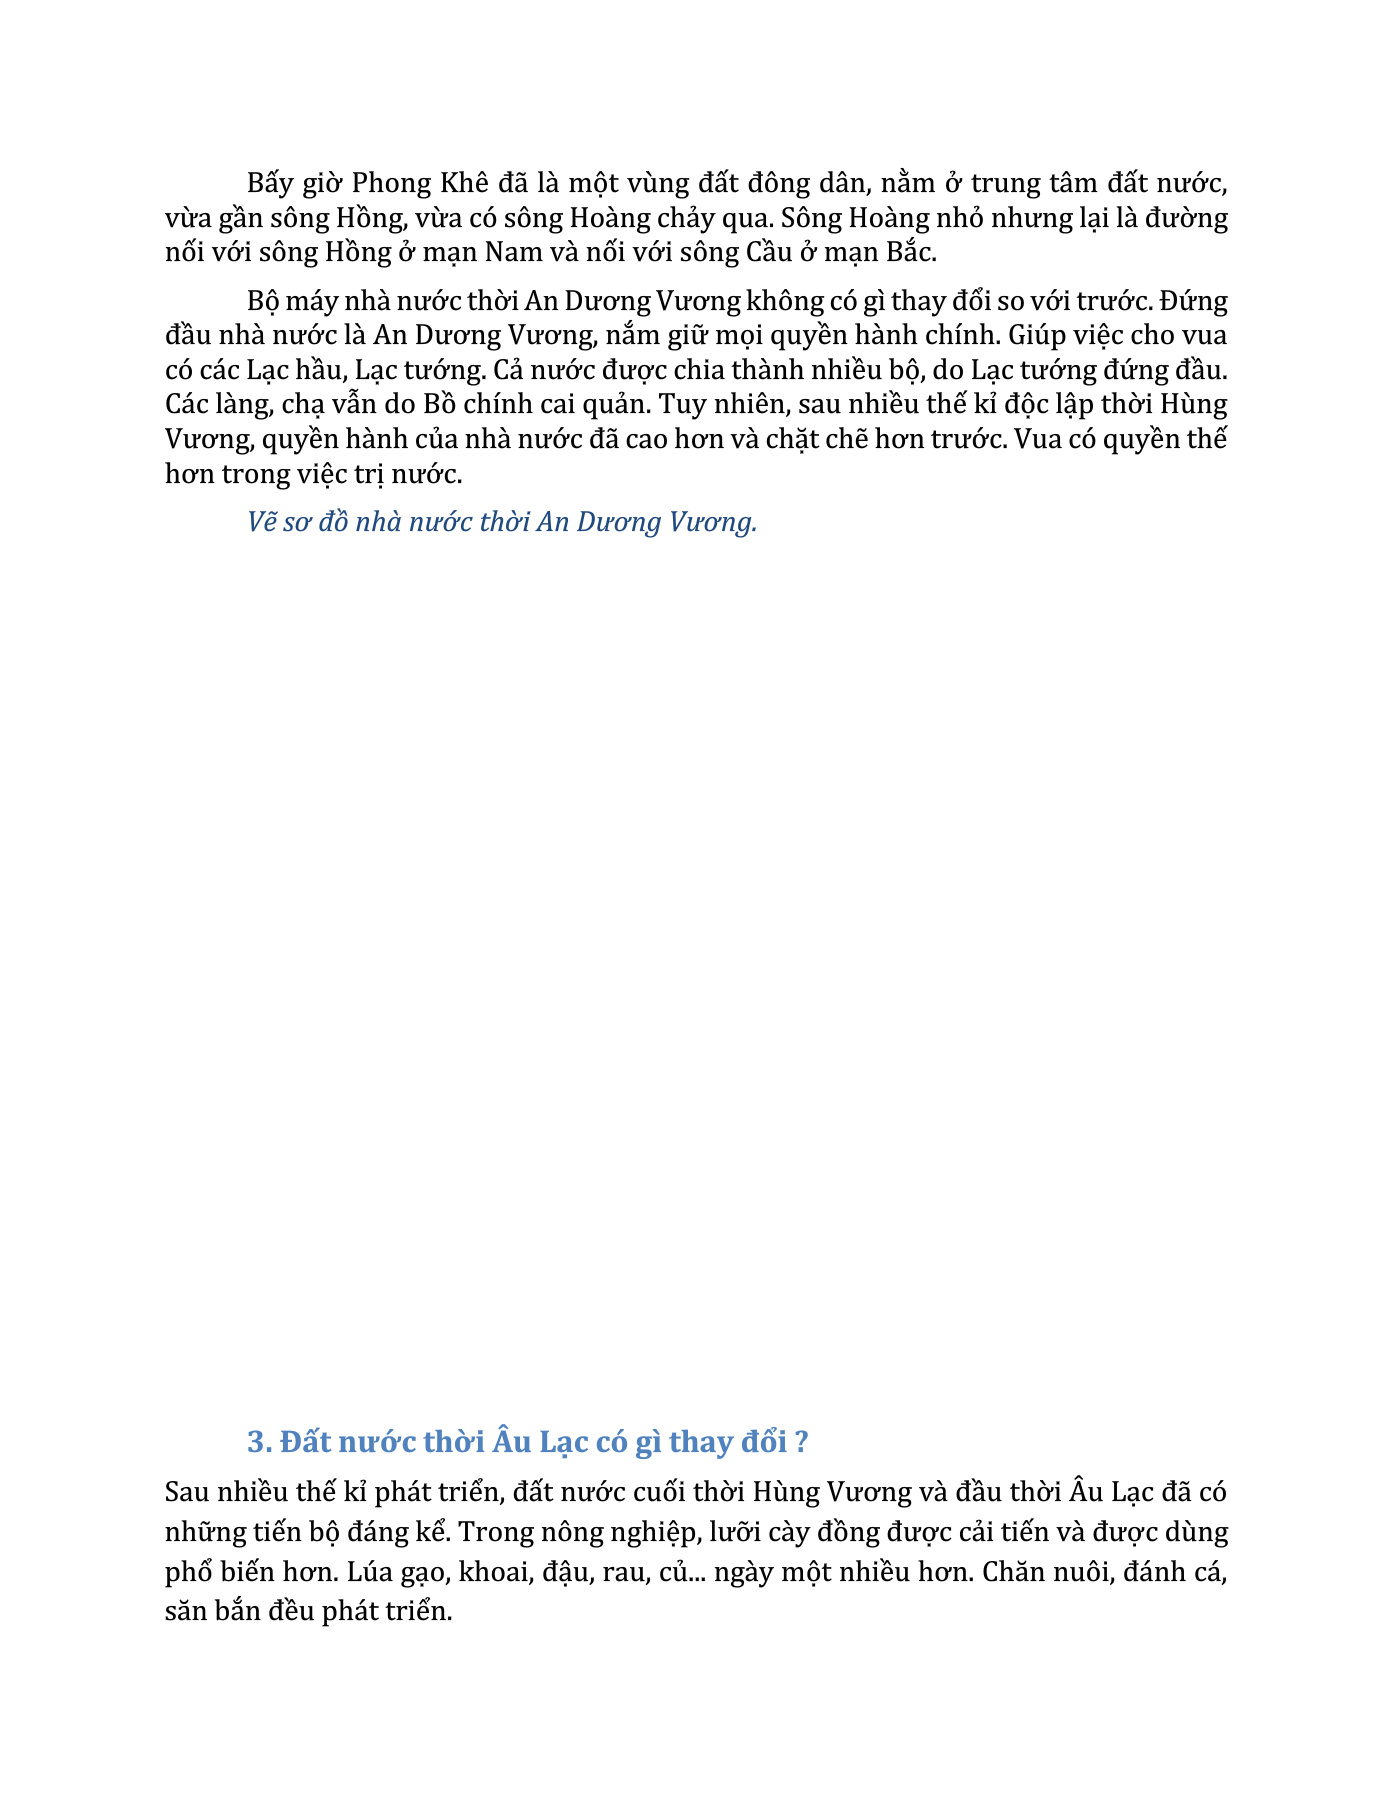 Bấy giờ Phong Khê đã là một vùng đất đông dân, nằm ở trung tâm đất nước,
vừa gần sông Hồng, vừa có sông Hoàng chảy qua. Sông Hoàng nhỏ nhưng lại là đường
nối với sông Hồng ở mạn Nam và nối với sông Cầu ở mạn Bắc.
Bộ máy nhà nước thời An Dương Vương không có gì thay đổi so với trước. Đứng
đầu nhà nước là An Dương Vương, nắm giữ mọi quyền hành chính. Giúp việc cho vua
có các Lạc hầu, Lạc tướng. Cả nước được chia thành nhiều bộ, do Lạc tướng đứng đầu.
Các làng, chạ vẫn do Bồ chính cai quản. Tuy nhiên, sau nhiều thế kỉ độc lập thời Hùng
Vương, quyền hành của nhà nước đã cao hơn và chặt chẽ hơn trước. Vua có quyền thế
hơn trong việc trị nước.
Vẽ sơ đồ nhà nước thời An Dương Vương.
3. Đất nước thời Âu Lạc có gì thay đổi ?
Sau nhiều thế kỉ phát triển, đất nước cuối thời Hùng Vương và đầu thời Âu Lạc đã có
những tiến bộ đáng kể. Trong nông nghiệp, lưỡi cày đồng được cải tiến và được dùng
phổ biến hơn. Lúa gạo, khoai, đậu, rau, củ... ngày một nhiều hơn. Chăn nuôi, đánh cá,
săn bắn đều phát triển.